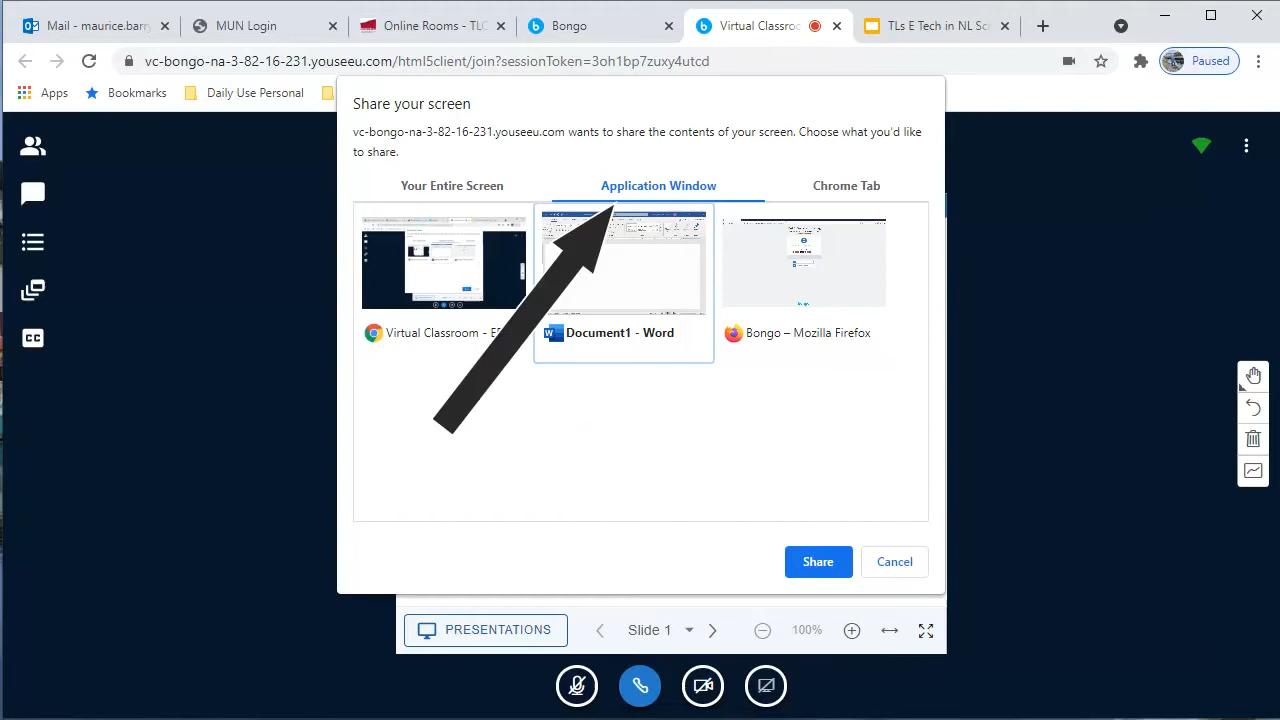 Mail - maurice.barry
MUN Login
Online Rooms - TLC
Bongo
Virtual Classroo
TLs E Tech in NL Sc
vc-bongo-na-3-82-16-231.youseeu.com/html5client/join?sessionToken=3oh1bp7zuxy4utcd
Paused
Apps
Bookmarks
Daily Use Personal
Share your screen
vc-bongo-na-3-82-16-231.youseeu.com wants to share the contents of your screen. Choose what you'd like
to share.
Your Entire Screen
Application Window
Chrome Tab
Virtual Classroom - E
Document1 - Word
Bongo – Mozilla Firefox
Share
Cancel
CC
PRESENTATIONS
Slide 1
100%